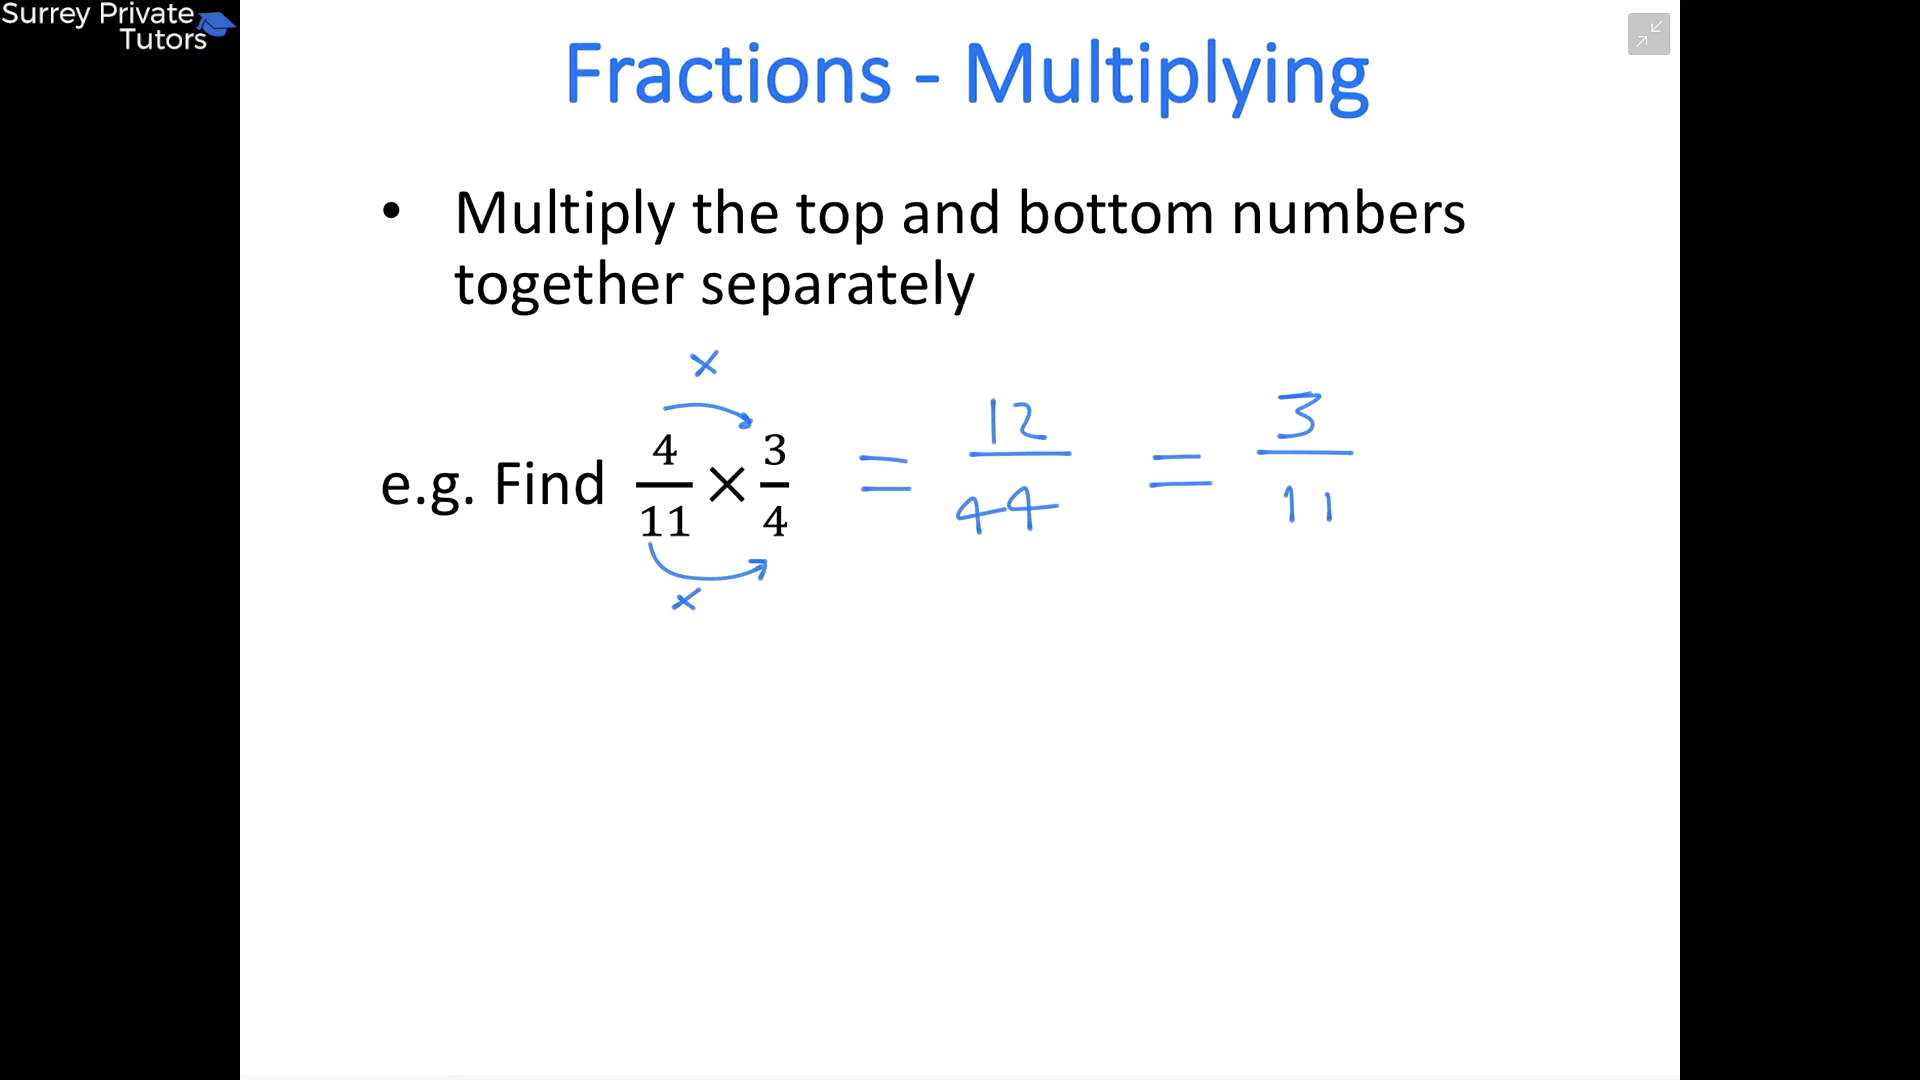 Surrey Private
Tutors
Fractions - Multiplying
• Multiply the top and bottom numbers
together separately
×
e.g. Find 4/11 × 3/4 = 12/44 = 3/11
×